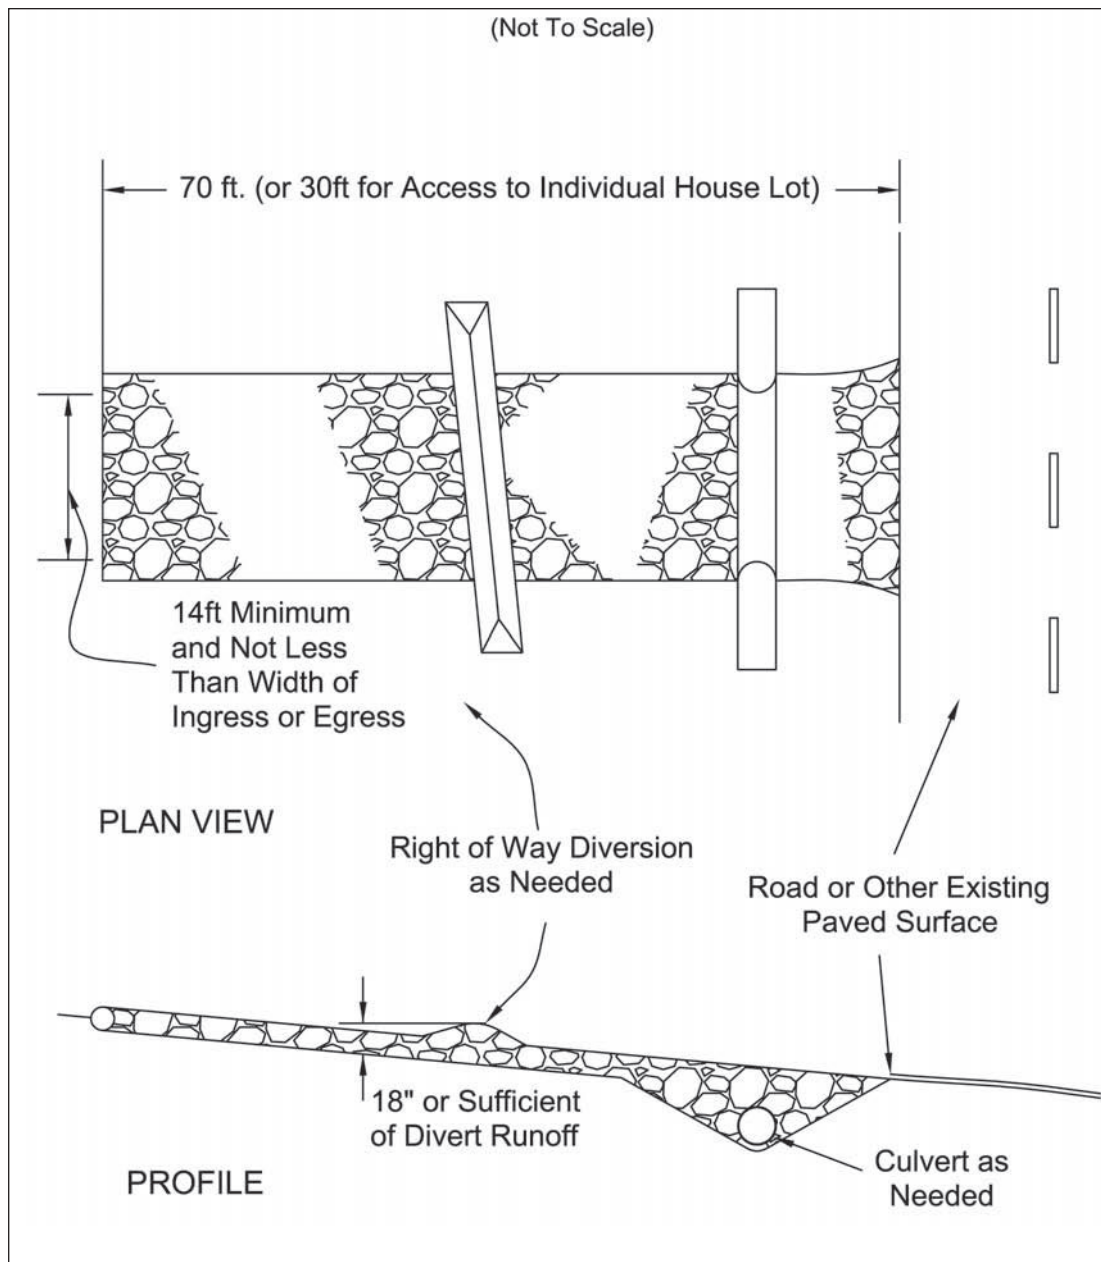 (Not To Scale)
70 ft. (or 30ft for Access to Individual House Lot)
14ft Minimum
and Not Less
Than Width of
Ingress or Egress
PLAN VIEW
Right of Way Diversion
as Needed
Road or Other Existing
Paved Surface
18" or Sufficient
of Divert Runoff
Culvert as
Needed
PROFILE